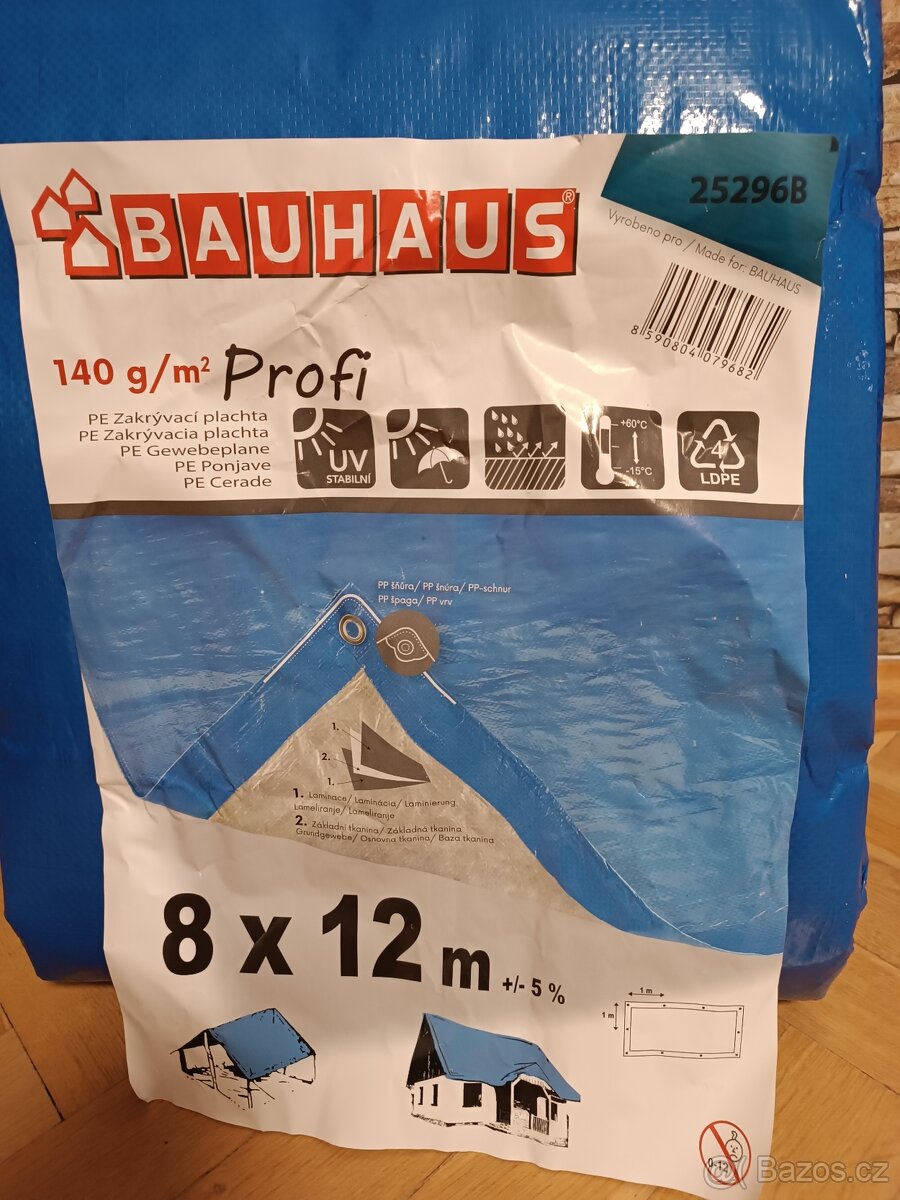 BAUHAUS®
25296B
Vyrobeno pro / Made for: BAUHAUS
8 590804 079682
140 g/m² Profi
PE Zakrývací plachta
PE Zakrývacia plachta
PE Gewebeplane
PE Ponjave
PE Cerade
UV
STABILNÍ
+60°C
-15°C
4
LDPE
PP šňůra/ PP šnúra/ PP-schnur
PP špaga/ PP vrv
1.
2.
1.
1. Laminace/ Laminácia/ Laminierung
Lameliranje/ Lameliranje
2. Základní tkanina/ Základná tkanina
Grundgewebe/ Osnovna tkanina/ Baza tkanina
8 x 12 m +/- 5 %
1 m
1 m
0-12
Bazos.cz